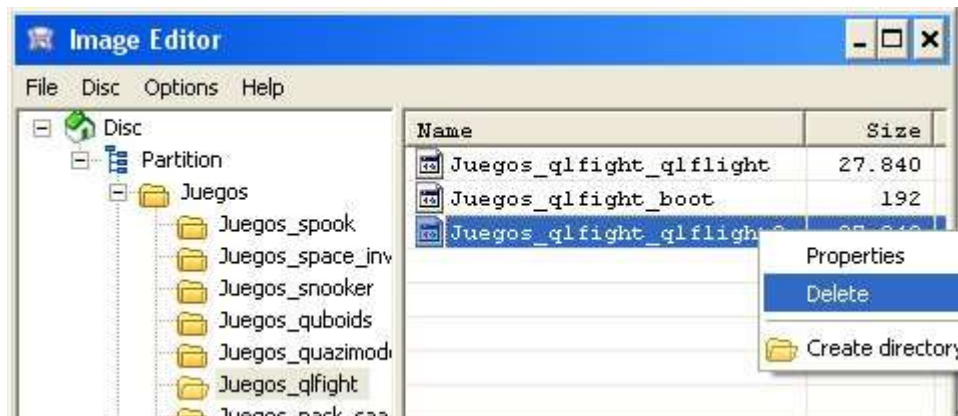 Image Editor
File Disc Options Help
Disc
Partition
Juegos
Juegos_spook
Juegos_space_inv
Juegos_snooker
Juegos_quboids
Juegos_quazimod
Juegos_qlfight
Name Size
Juegos_qlfight_qlflight 27.840
Juegos_qlfight_boot 192
Juegos_qlfight_qlfligh
Properties
Delete
Create directory